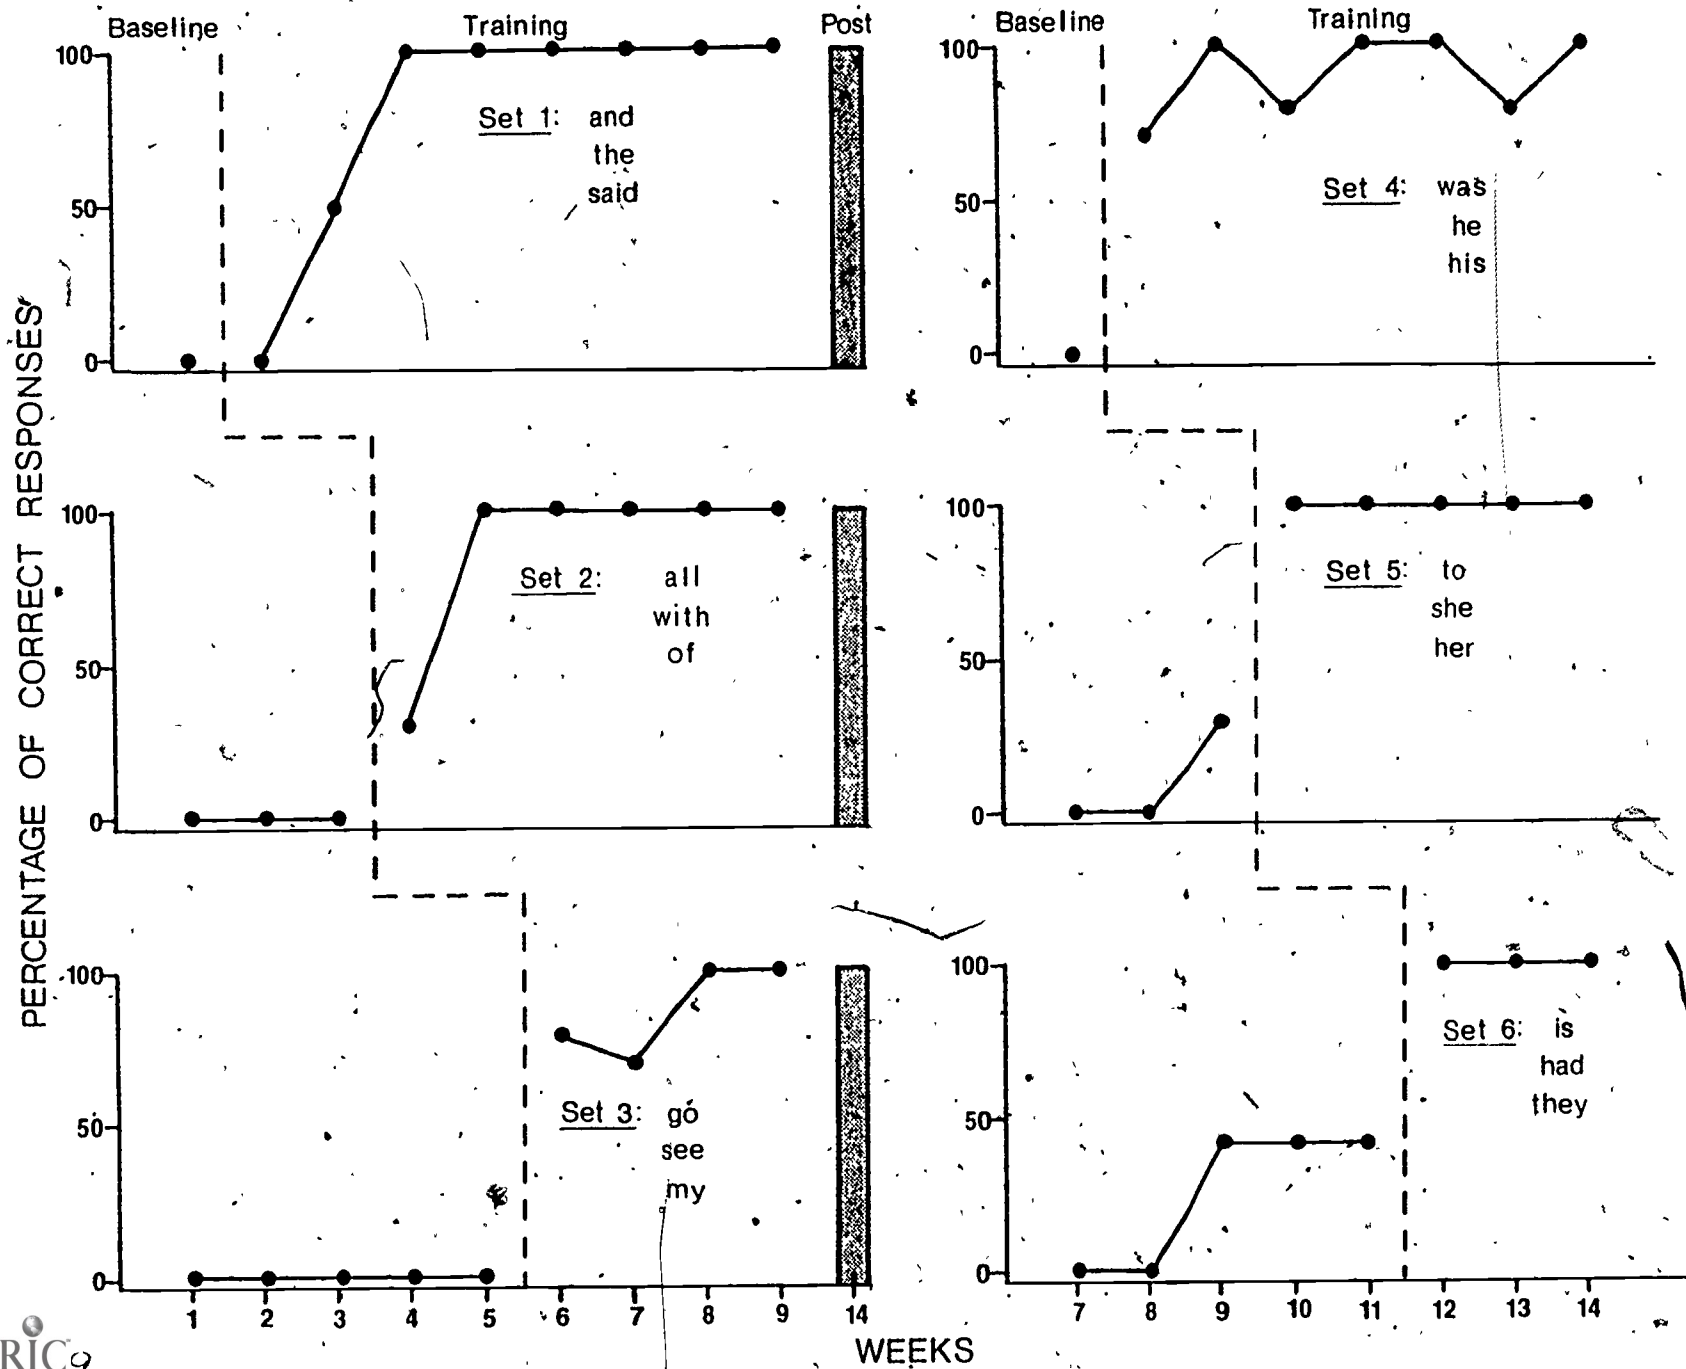 PERCENTAGE OF CORRECT RESPONSES
Baseline Training Post
100
50
0
Set 1: and
the
said
100
50
0
Set 2: all
with
of
100
50
0
Set 3: go
see
my
1 2 3 4 5 6 7 8 9 14
Baseline Training
100
50
0
Set 4: was
he
his
100
50
0
Set 5: to
she
her
100
50
0
Set 6: is
had
they
7 8 9 10 11 12 13 14
WEEKS
RIC